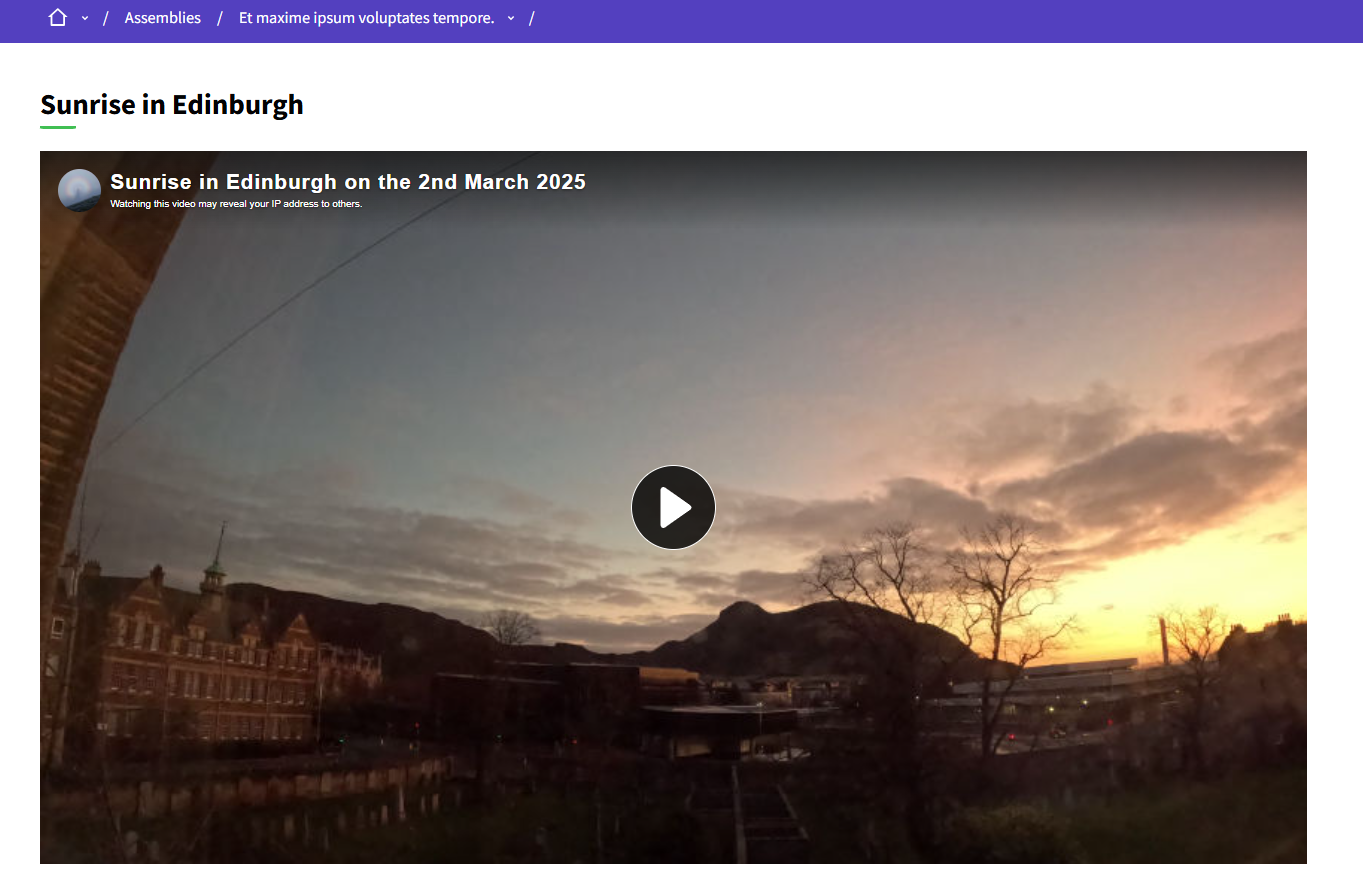 / Assemblies / Et maxime ipsum voluptates tempore. /
Sunrise in Edinburgh
Sunrise in Edinburgh on the 2nd March 2025
Watching this video may reveal your IP address to others.